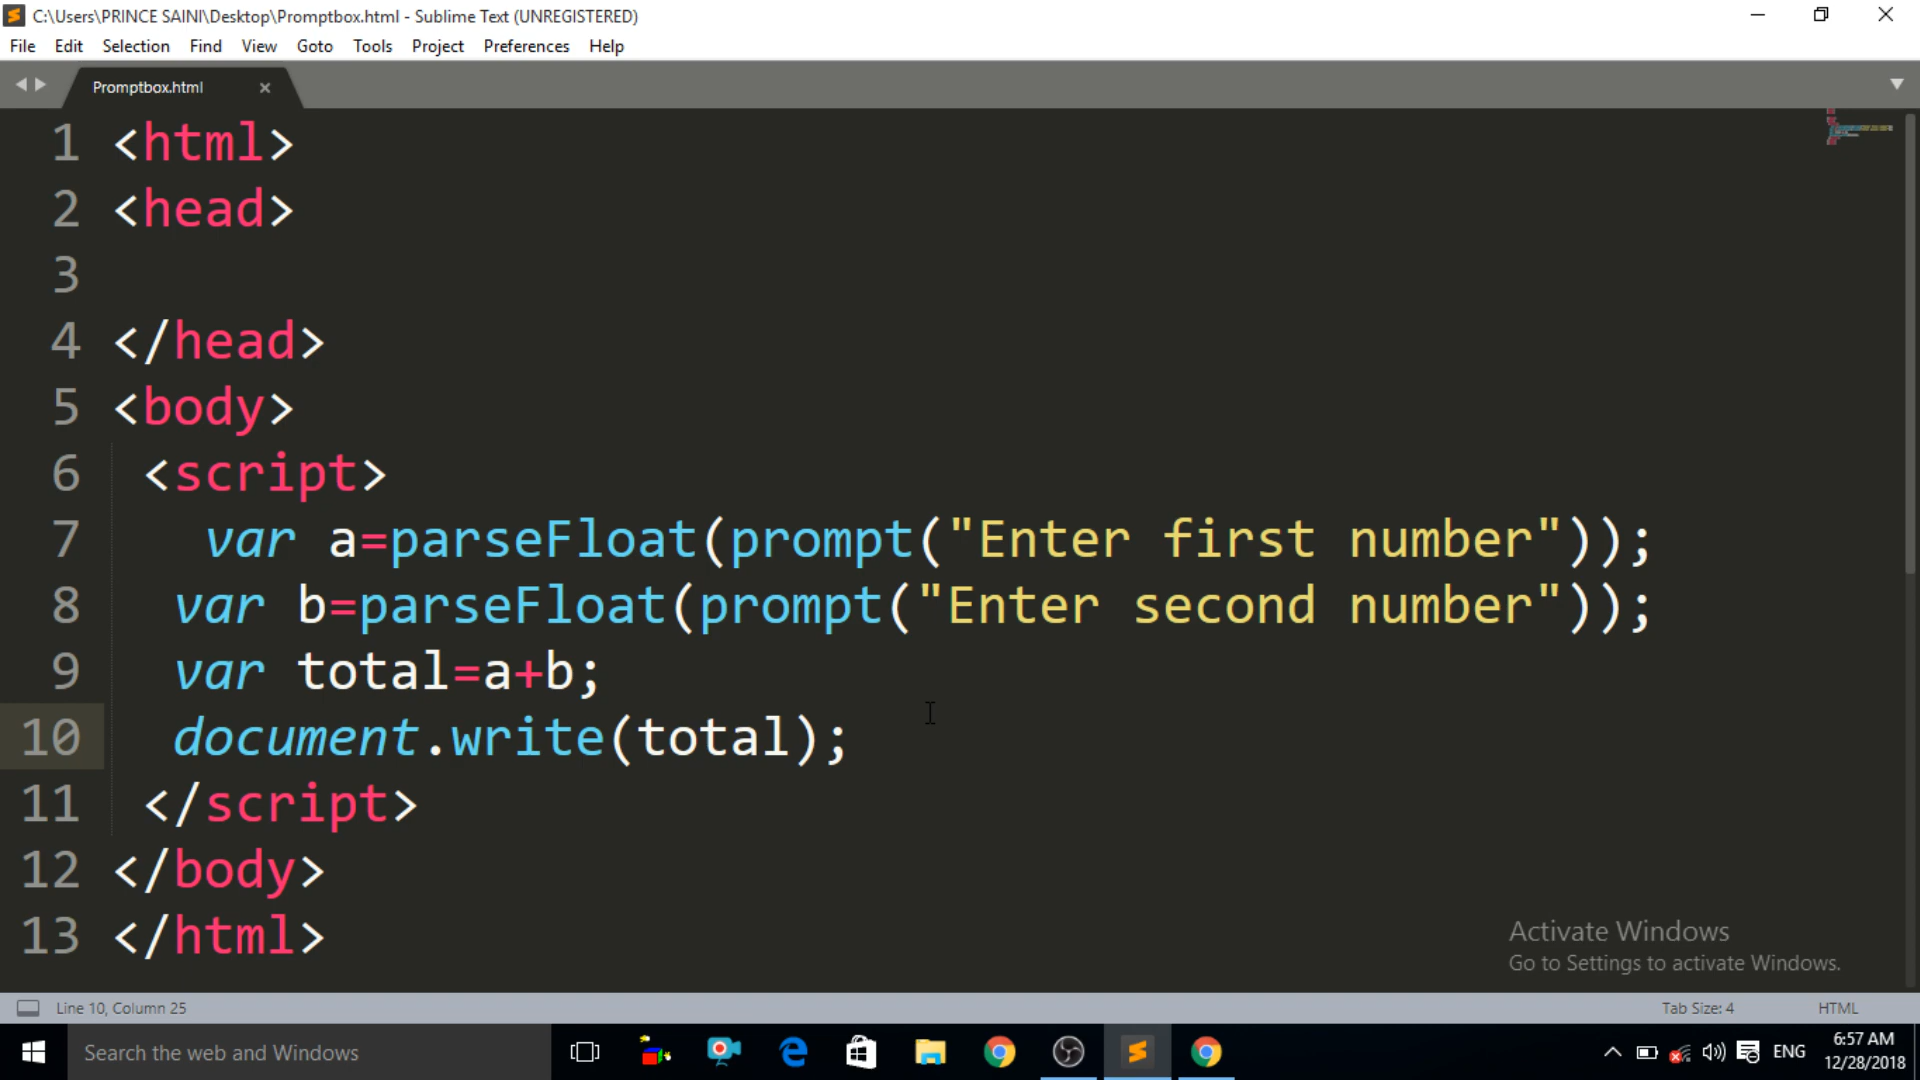 C:\Users\PRINCE SAINI\Desktop\Promptbox.html - Sublime Text (UNREGISTERED)
File Edit Selection Find View Goto Tools Project Preferences Help
Promptbox.html
1 <html>
2 <head>
3
4 </head>
5 <body>
6 <script>
7 var a=parseFloat(prompt("Enter first number"));
8 var b=parseFloat(prompt("Enter second number"));
9 var total=a+b;
10 document.write(total);
11 </script>
12 </body>
13 </html>
Activate Windows
Go to Settings to activate Windows.
Line 10, Column 25 Tab Size: 4 HTML
Search the web and Windows ENG 6:57 AM
12/28/2018